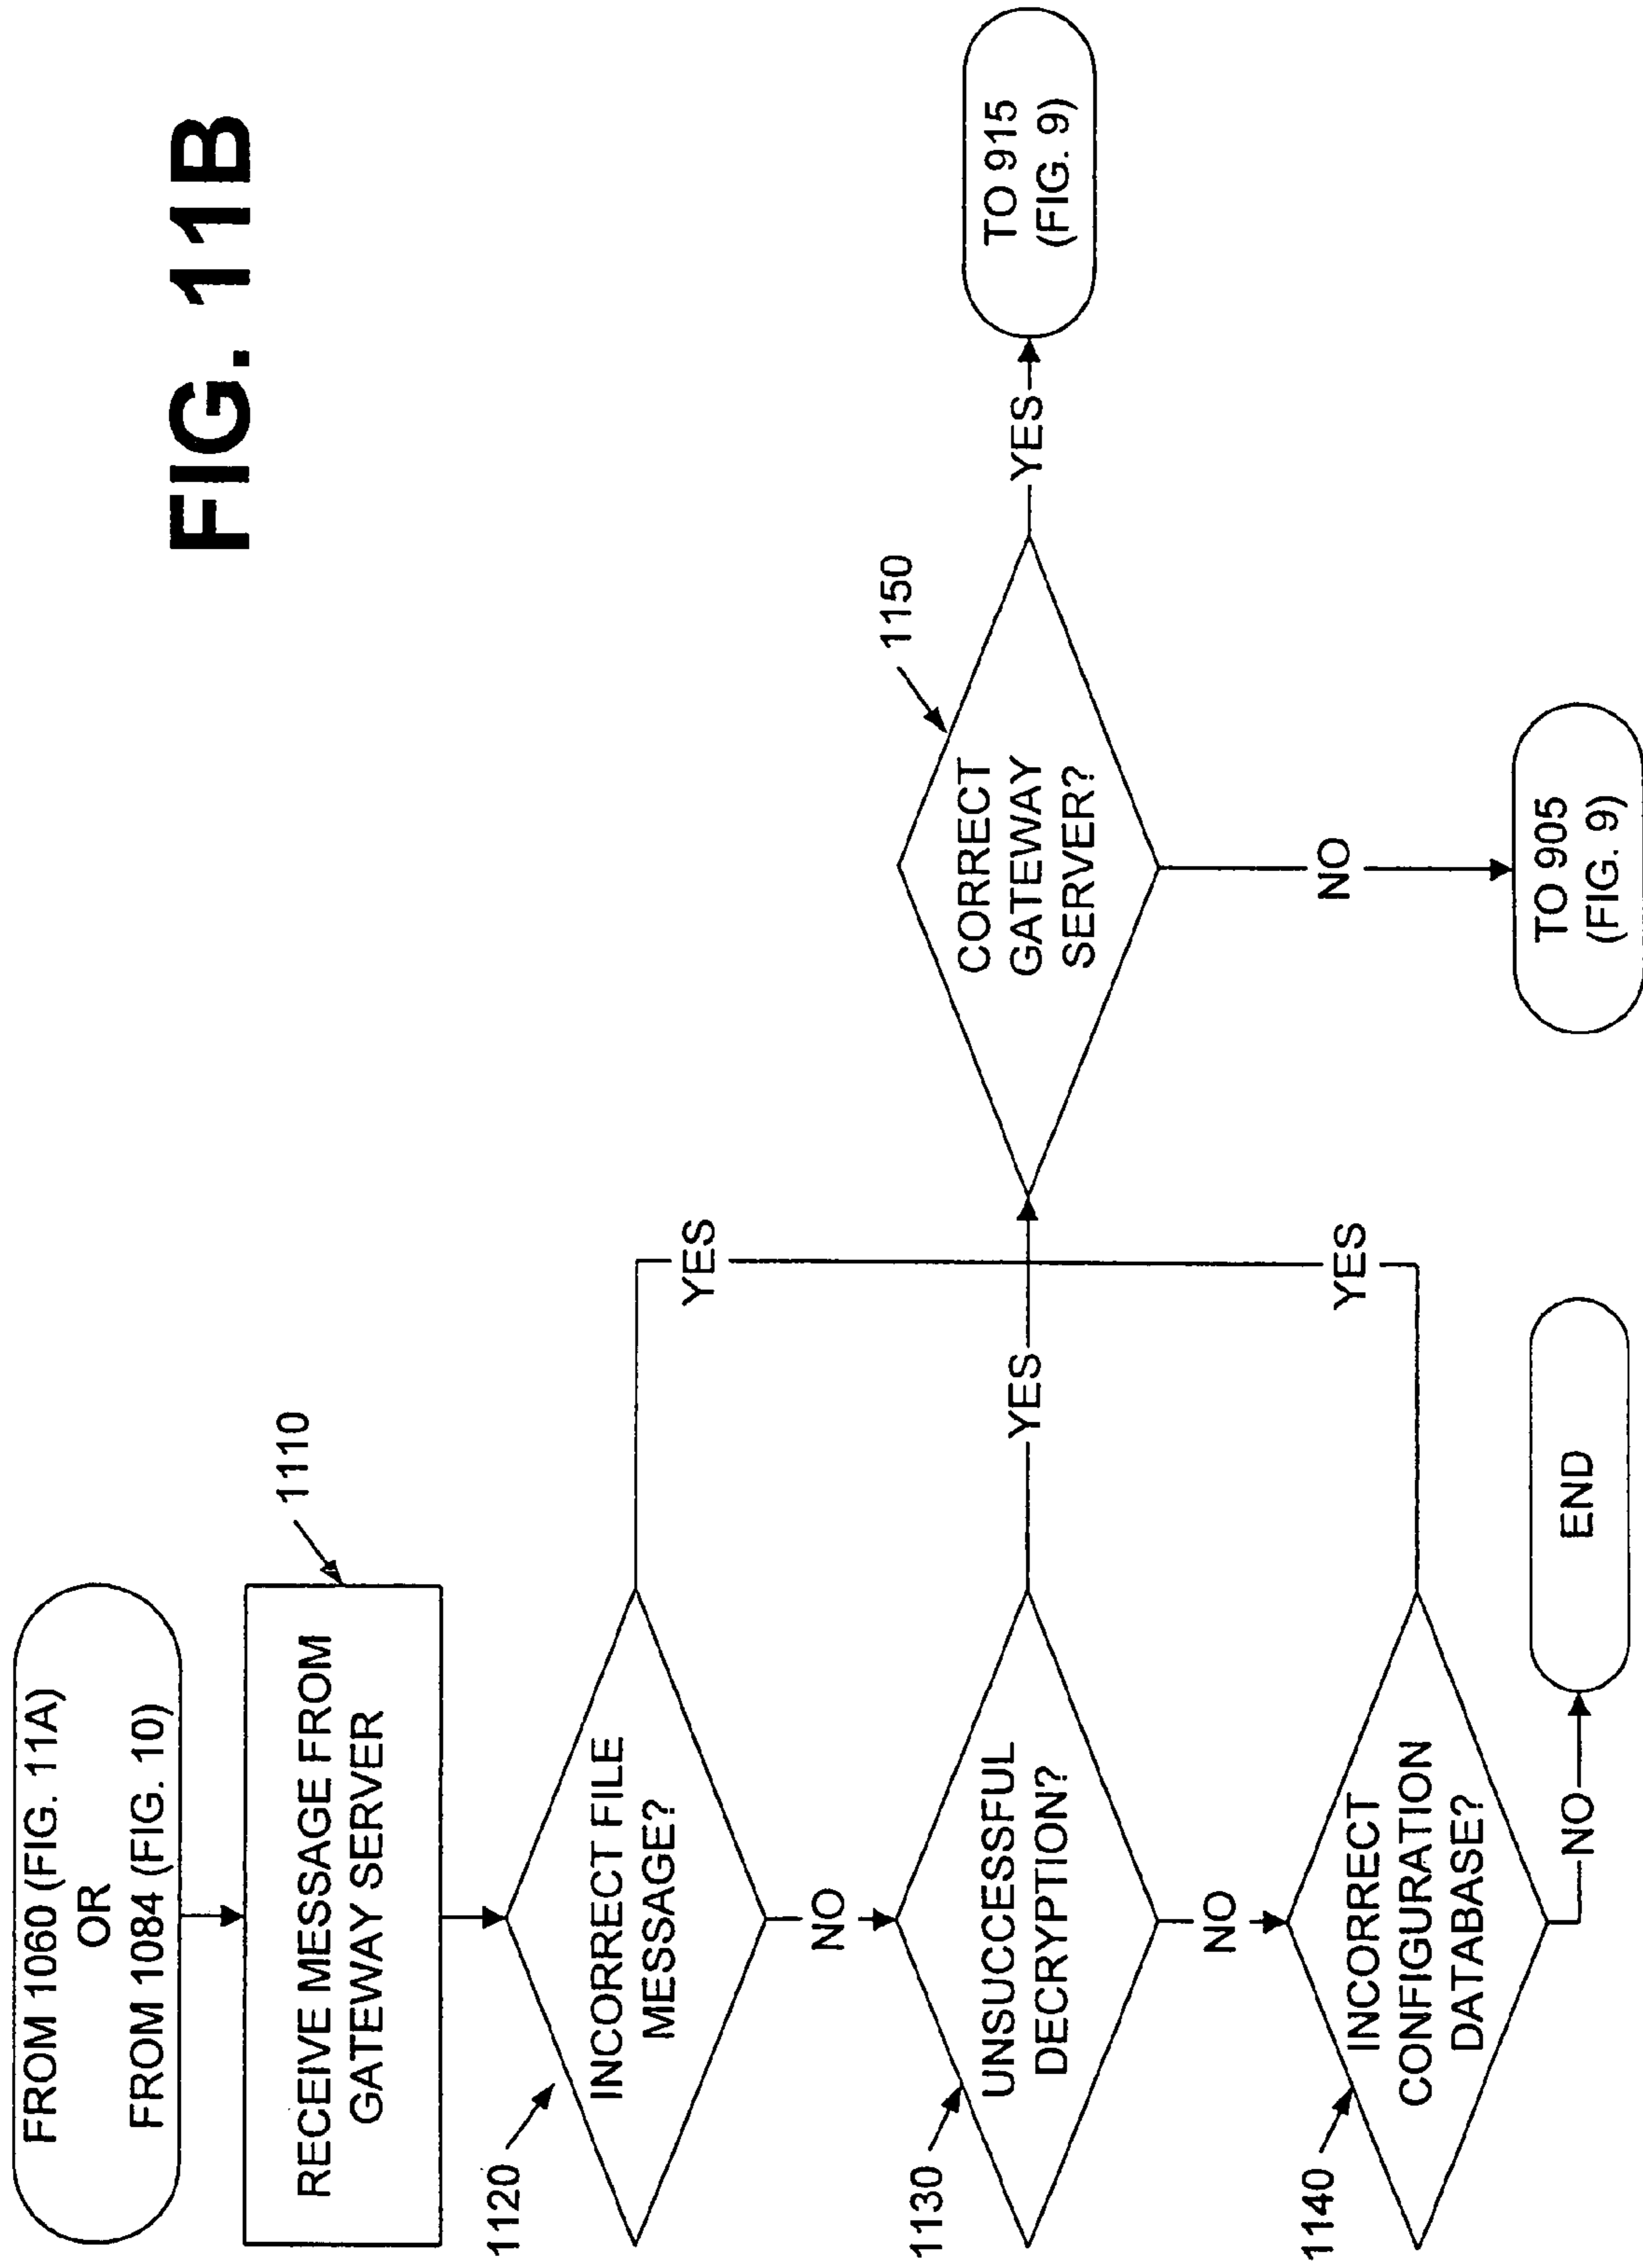 FIG. 11B
FROM 1060 (FIG. 11A)
OR
FROM 1084 (FIG. 10)
RECEIVE MESSAGE FROM
GATEWAY SERVER
1110
1120
INCORRECT FILE
MESSAGE?
YES
NO
1130
UNSUCCESSFUL
DECRYPTION?
YES
NO
1140
INCORRECT
CONFIGURATION
DATABASE?
YES
NO
END
1150
CORRECT
GATEWAY
SERVER?
YES
TO 915
(FIG. 9)
NO
TO 905
(FIG. 9)